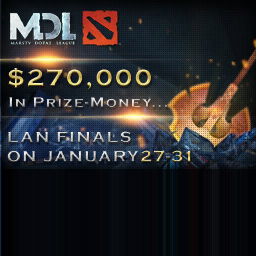 MDL
MARSTV DOTA2 LEAGUE
$270,000
IN PRIZE-MONEY...
LAN FINALS
ON JANUARY27-31